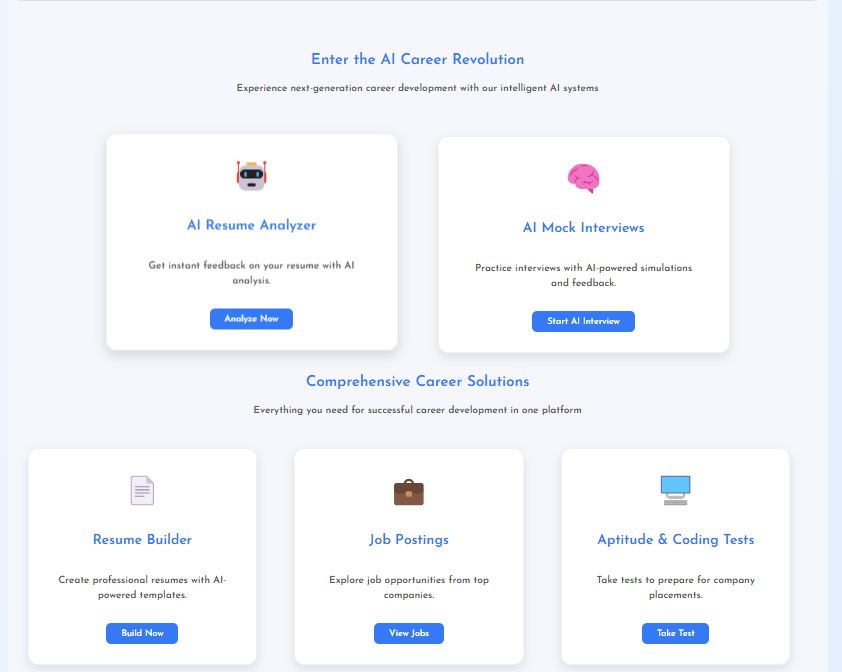 Enter the AI Career Revolution
Experience next-generation career development with our intelligent AI systems
AI Resume Analyzer
Get instant feedback on your resume with AI
analysis.
Analyze Now
AI Mock Interviews
Practice interviews with AI-powered simulations
and feedback.
Start AI Interview
Comprehensive Career Solutions
Everything you need for successful career development in one platform
Resume Builder
Create professional resumes with AI-
powered templates.
Build Now
Job Postings
Explore job opportunities from top
companies.
View Jobs
Aptitude & Coding Tests
Take tests to prepare for company
placements.
Take Test